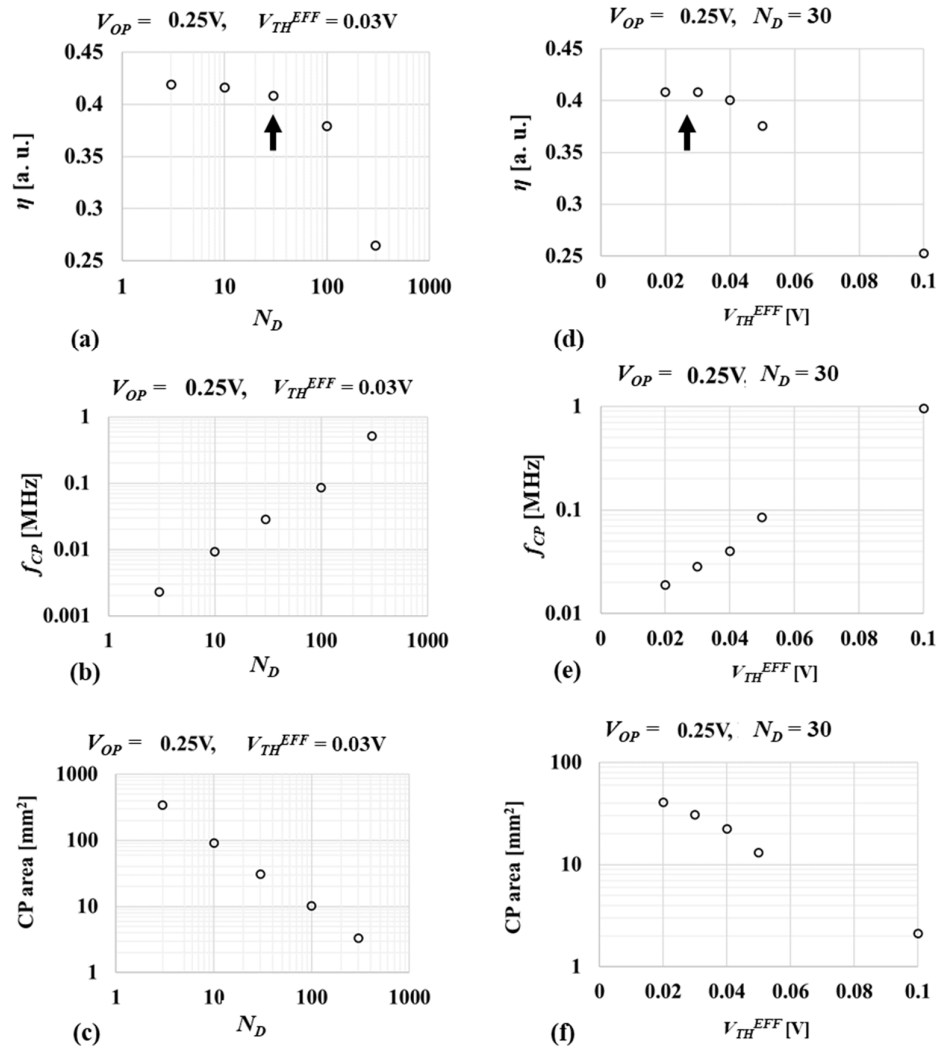 V_OP = 0.25V, V_TH^EFF = 0.03V
0.45
0.4
0.35
0.3
0.25
η [a. u.]
1 10 100 1000
N_D
(a)
V_OP = 0.25V, N_D = 30
0.45
0.4
0.35
0.3
0.25
η [a. u.]
0 0.02 0.04 0.06 0.08 0.1
V_TH^EFF [V]
(d)
V_OP = 0.25V, V_TH^EFF = 0.03V
1
0.1
0.01
0.001
f_CP [MHz]
1 10 100 1000
N_D
(b)
V_OP = 0.25V, N_D = 30
1
0.1
0.01
f_CP [MHz]
0 0.02 0.04 0.06 0.08 0.1
V_TH^EFF [V]
(e)
V_OP = 0.25V, V_TH^EFF = 0.03V
1000
100
10
1
CP area [mm²]
1 10 100 1000
N_D
(c)
V_OP = 0.25V, N_D = 30
100
10
1
CP area [mm²]
0 0.02 0.04 0.06 0.08 0.1
V_TH^EFF [V]
(f)